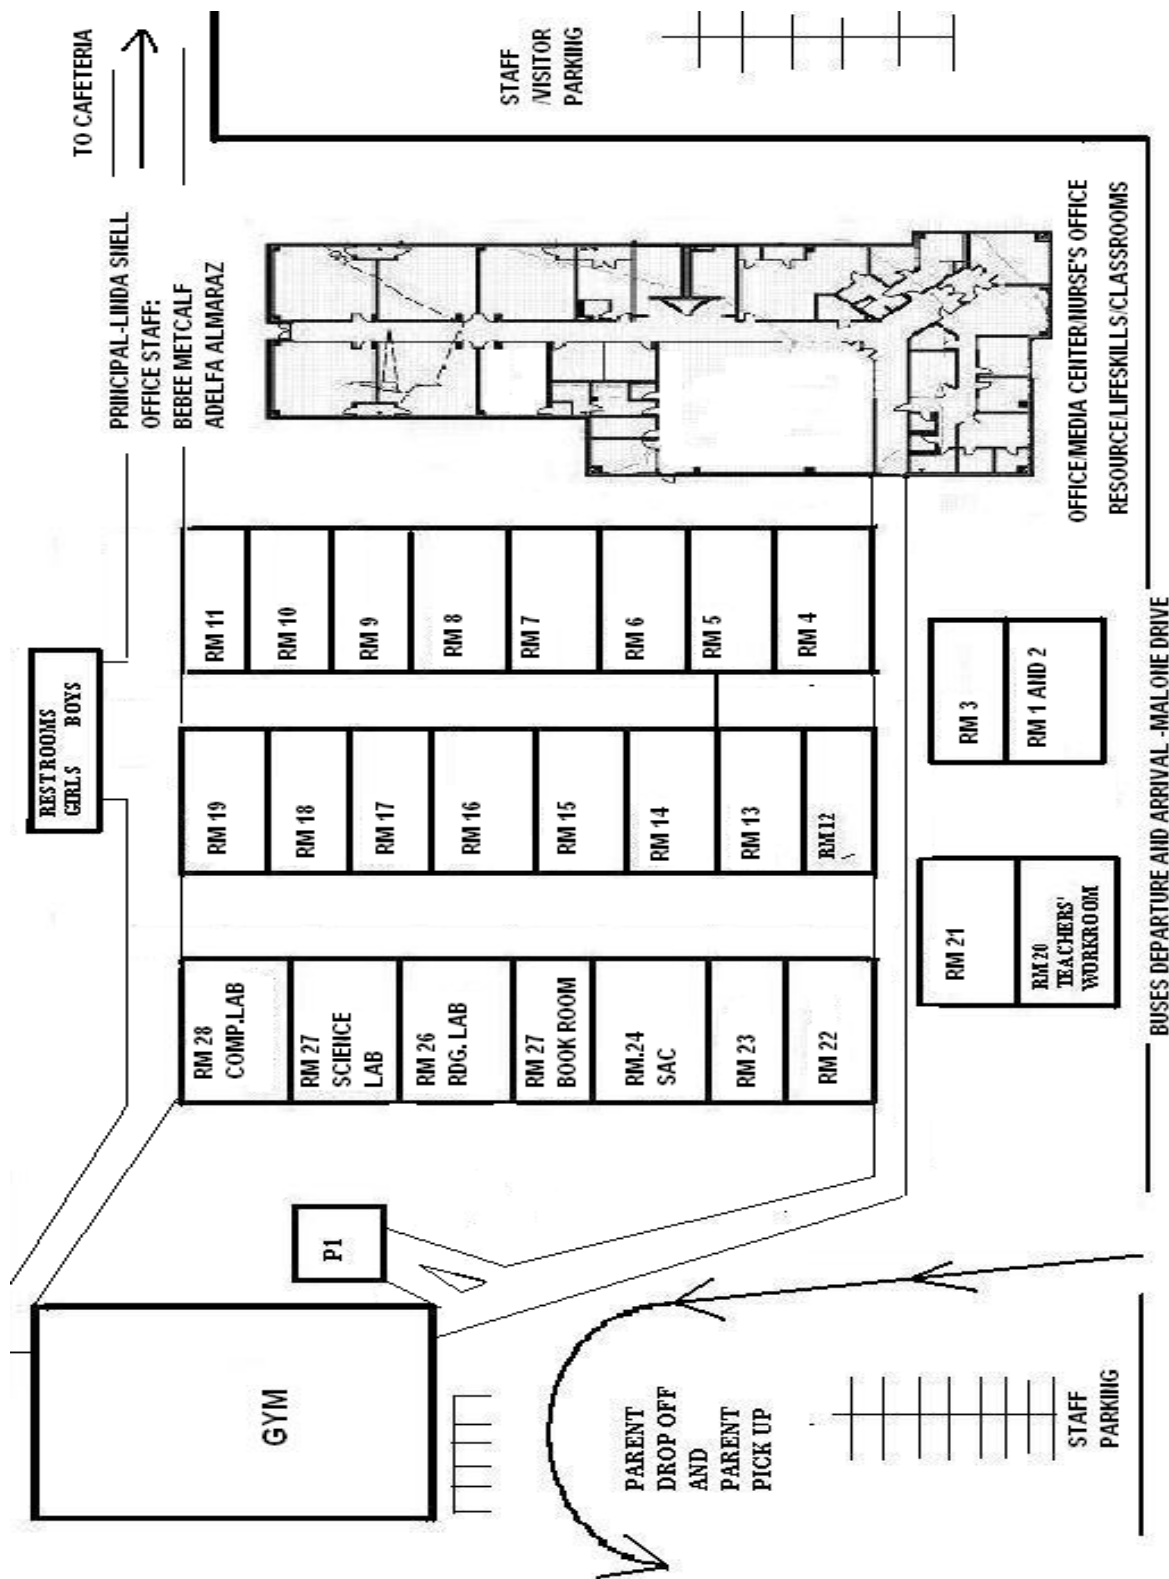 TO CAFETERIA
PRINCIPAL-LINDA SHELL
OFFICE STAFF:
BEBEE METCALF
ADELFA ALMARAZ
STAFF
/VISITOR
PARKING
RESTROOMS
GIRLS BOYS
RM 11
RM 10
RM 9
RM 8
RM 7
RM 6
RM 5
RM 4
RM 19
RM 18
RM 17
RM 16
RM 15
RM 14
RM 13
RM 12
RM 28
COMP.LAB
RM 27
SCIENCE
LAB
RM 26
RDG. LAB
RM 27
BOOK ROOM
RM.24
SAC
RM 23
RM 22
RM 3
RM 1 AND 2
RM 21
RM 20
TEACHERS'
WORKROOM
OFFICE/MEDIA CENTER/NURSE'S OFFICE
RESOURCE/LIFESKILLS/CLASSROOMS
BUSES DEPARTURE AND ARRIVAL -MALONE DRIVE
P1
GYM
PARENT
DROP OFF
AND
PARENT
PICK UP
STAFF
PARKING